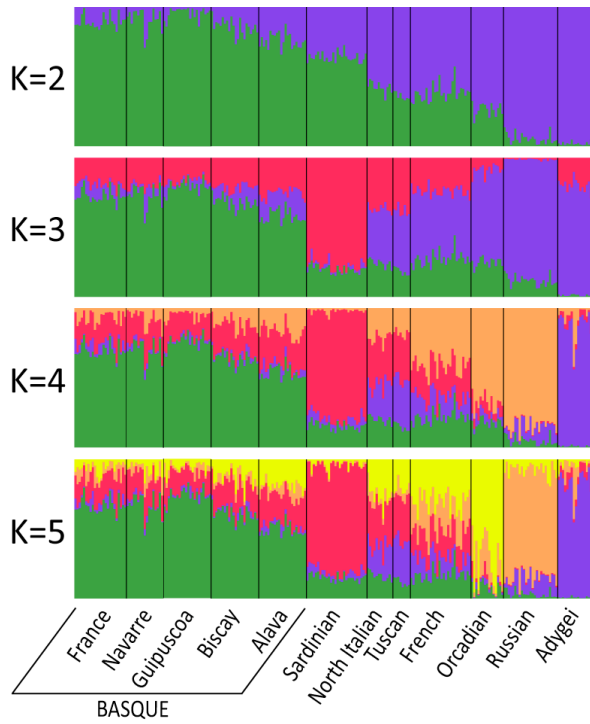 K=2
K=3
K=4
K=5
France
Navarre
Guipuscoa
Biscay
Alava
Sardinian
North Italian
Tuscan
French
Orcadian
Russian
Adygei
BASQUE